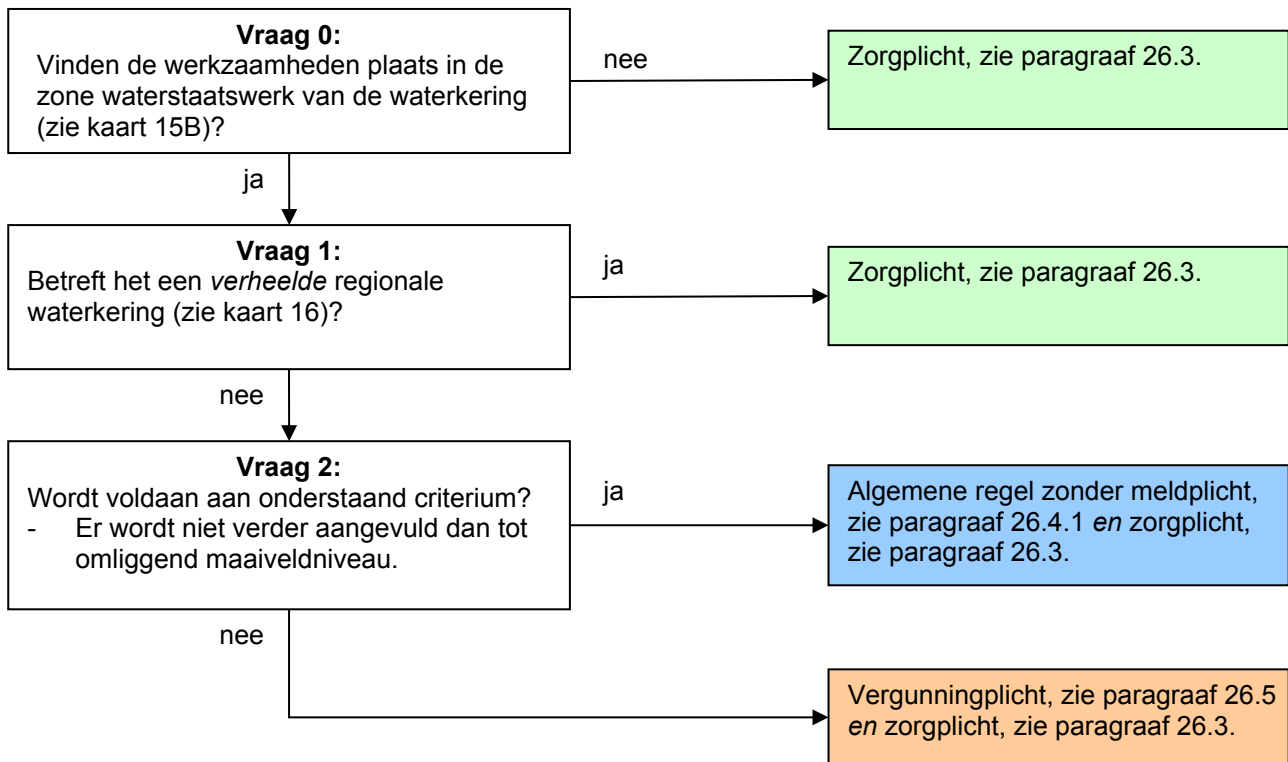 Vraag 0:
Vinden de werkzaamheden plaats in de
zone waterstaatswerk van de waterkering
(zie kaart 15B)?
nee
Zorgplicht, zie paragraaf 26.3.
ja
Vraag 1:
Betreft het een verheelde regionale
waterkering (zie kaart 16)?
ja
Zorgplicht, zie paragraaf 26.3.
nee
Vraag 2:
Wordt voldaan aan onderstaand criterium?
- Er wordt niet verder aangevuld dan tot
omliggend maaiveldniveau.
ja
Algemene regel zonder meldplicht,
zie paragraaf 26.4.1 en zorgplicht,
zie paragraaf 26.3.
nee
Vergunningplicht, zie paragraaf 26.5
en zorgplicht, zie paragraaf 26.3.